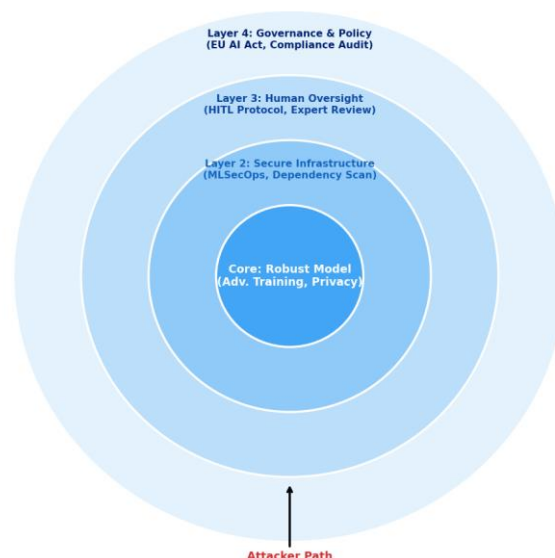 Layer 4: Governance & Policy
(EU AI Act, Compliance Audit)
Layer 3: Human Oversight
(HITL Protocol, Expert Review)
Layer 2: Secure Infrastructure
(MLSecOps, Dependency Scan)
Core: Robust Model
(Adv. Training, Privacy)
Attacker Path